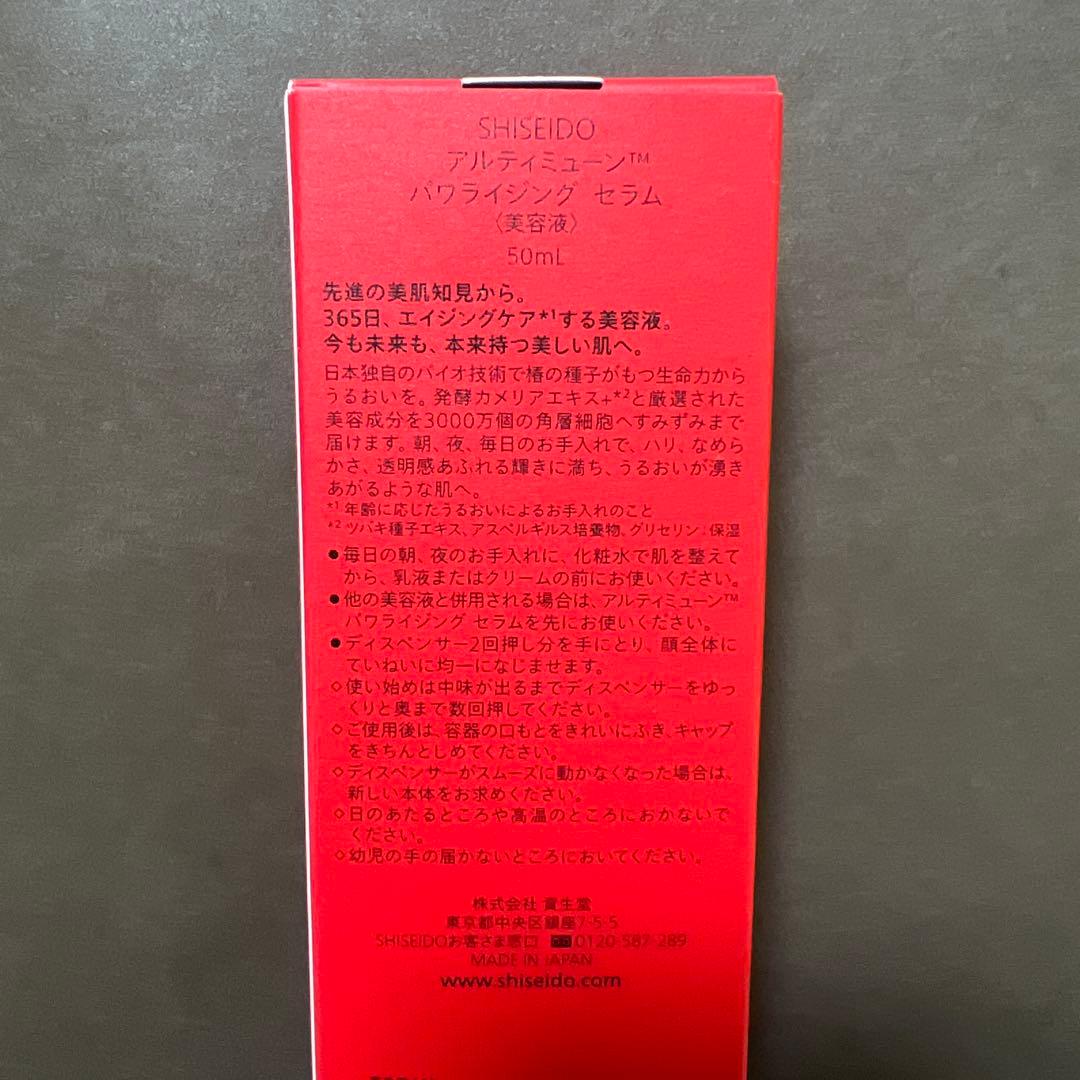 SHISEIDO
アルティミューン™
パワライジング セラム
〈美容液〉
50mL
先進の美肌知見から。
365日、エイジングケア*1する美容液。
今も未来も、本来持つ美しい肌へ。
日本独自のバイオ技術で椿の種子がもつ生命力から
うるおいを。発酵カメリアエキス+*2と厳選された
美容成分を3000万個の角層細胞へすみずみまで
届けます。朝、夜、毎日のお手入れで、ハリ、なめら
かさ、透明感あふれる輝きに満ち、うるおいが湧き
あがるような肌へ。
*1 年齢に応じたうるおいによるお手入れのこと
*2 ツバキ種子エキス、アスペルギルス培養物、グリセリン：保湿
●毎日の朝、夜のお手入れに、化粧水で肌を整えて
から、乳液またはクリームの前にお使いください。
●他の美容液と併用される場合は、アルティミューン™
パワライジング セラムを先にお使いください。
●ディスペンサー2回押し分を手にとり、顔全体に
ていねいに均一になじませます。
◇使い始めは中味が出るまでディスペンサーをゆっ
くりと奥まで数回押してください。
◇ご使用後は、容器の口もとをきれいにふき、キャップ
をきちんとしめてください。
◇ディスペンサーがスムーズに動かなくなった場合は、
新しい本体をお求めください。
◇日のあたるところや高温のところにおかないで
ください。
◇幼児の手の届かないところにおいてください。
株式会社 資生堂
東京都中央区銀座7-5-5
SHISEIDOお客さま窓口 0120-587-289
MADE IN JAPAN
www.shiseido.com